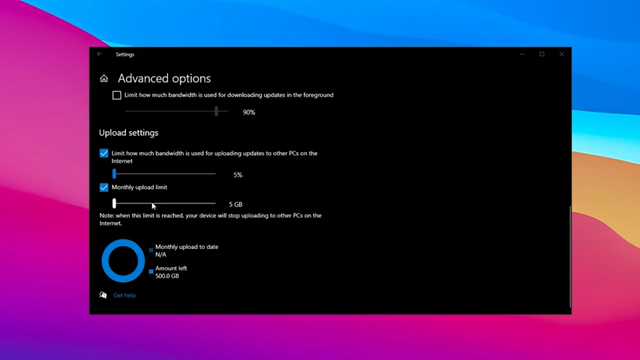 Settings
Advanced options
Limit how much bandwidth is used for downloading updates in the foreground
90%
Upload settings
Limit how much bandwidth is used for uploading updates to other PCs on the
Internet
5%
Monthly upload limit
5 GB
Note: when this limit is reached, your device will stop uploading to other PCs on the
Internet.
Monthly upload to date
N/A
Amount left
500.0 GB
Get help